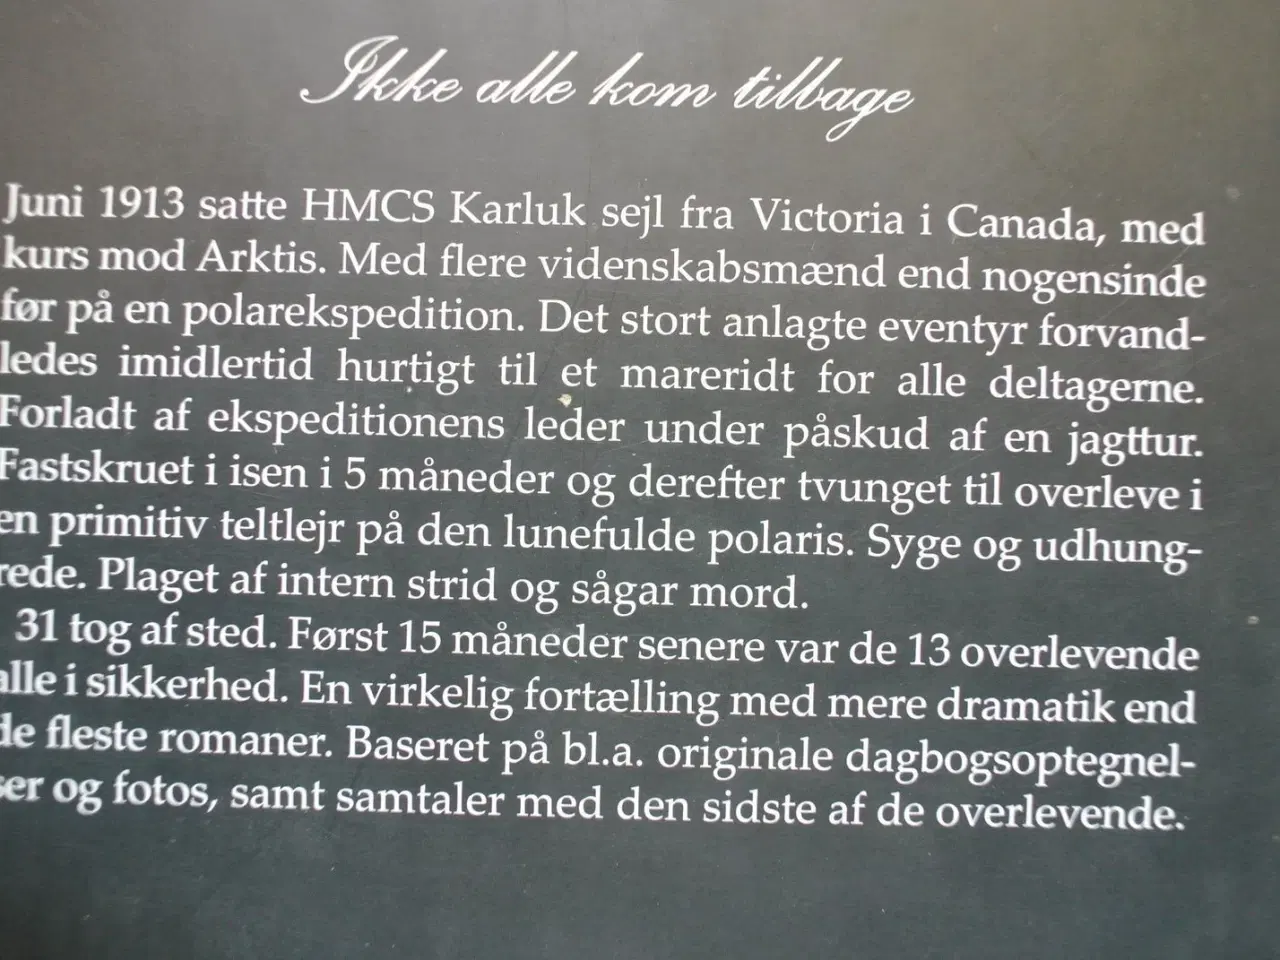 Ikke alle kom tilbage
Juni 1913 satte HMCS Karluk sejl fra Victoria i Canada, med
kurs mod Arktis. Med flere videnskabsmænd end nogensinde
før på en polarekspedition. Det stort anlagte eventyr forvand-
ledes imidlertid hurtigt til et mareridt for alle deltagerne.
Forladt af ekspeditionens leder under påskud af en jagttur.
Fastskruet i isen i 5 måneder og derefter tvunget til overleve i
en primitiv teltlejr på den lunefulde polaris. Syge og udhung-
rede. Plaget af intern strid og sågar mord.
31 tog af sted. Først 15 måneder senere var de 13 overlevende
alle i sikkerhed. En virkelig fortælling med mere dramatik end
de fleste romaner. Baseret på bl.a. originale dagbogsoptegnel-
ser og fotos, samt samtaler med den sidste af de overlevende.